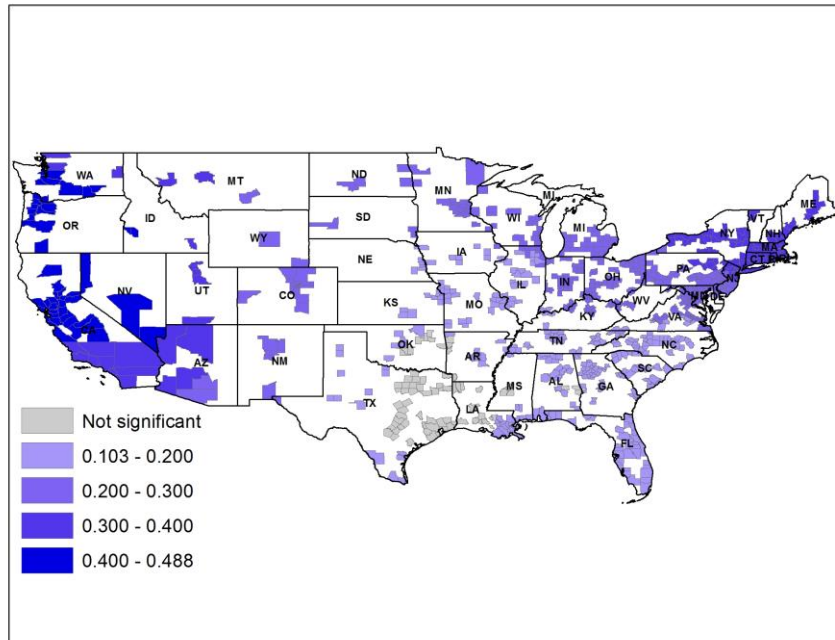 WA
MT
ND
MN
ME
VT
NH
NY
MA
CT
OR
ID
SD
WI
MI
MI
WY
IA
PA
NJ
NE
NV
UT
CO
IL
IN
OH
WV
VA
KS
MO
KY
CA
AZ
NM
OK
AR
TN
NC
SC
TX
LA
MS
AL
GA
FL
Not significant
0.103 - 0.200
0.200 - 0.300
0.300 - 0.400
0.400 - 0.488